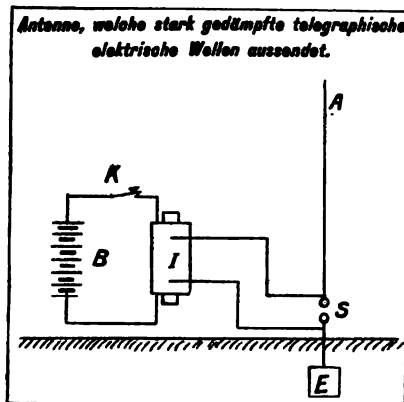 Antenne, welche stark gedämpfte telegraphische
elektrische Wellen aussendet.
A
K
B
I
S
E